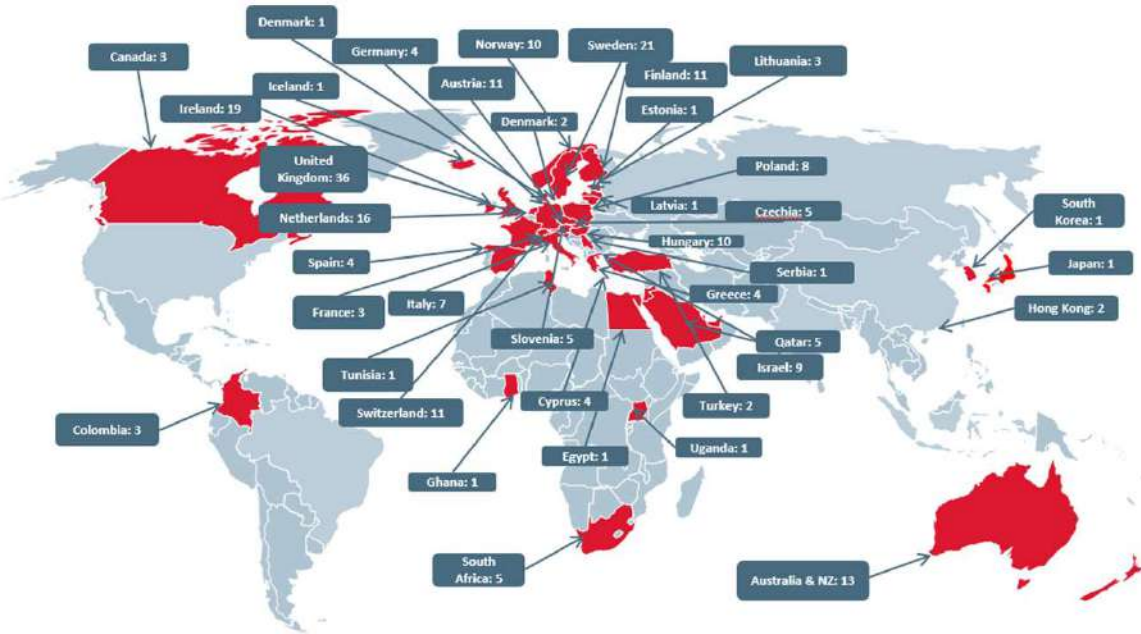 Denmark: 1
Germany: 4
Norway: 10
Sweden: 21
Canada: 3
Austria: 11
Finland: 11
Lithuania: 3
Iceland: 1
Ireland: 19
Estonia: 1
Denmark: 2
United
Kingdom: 36
Poland: 8
Latvia: 1
Netherlands: 16
Czechia: 5
South
Korea: 1
Hungary: 10
Spain: 4
Serbia: 1
Japan: 1
Italy: 7
Greece: 4
France: 3
Hong Kong: 2
Slovenia: 5
Qatar: 5
Israel: 9
Tunisia: 1
Switzerland: 11
Cyprus: 4
Turkey: 2
Colombia: 3
Egypt: 1
Uganda: 1
Ghana: 1
South
Africa: 5
Australia & NZ: 13